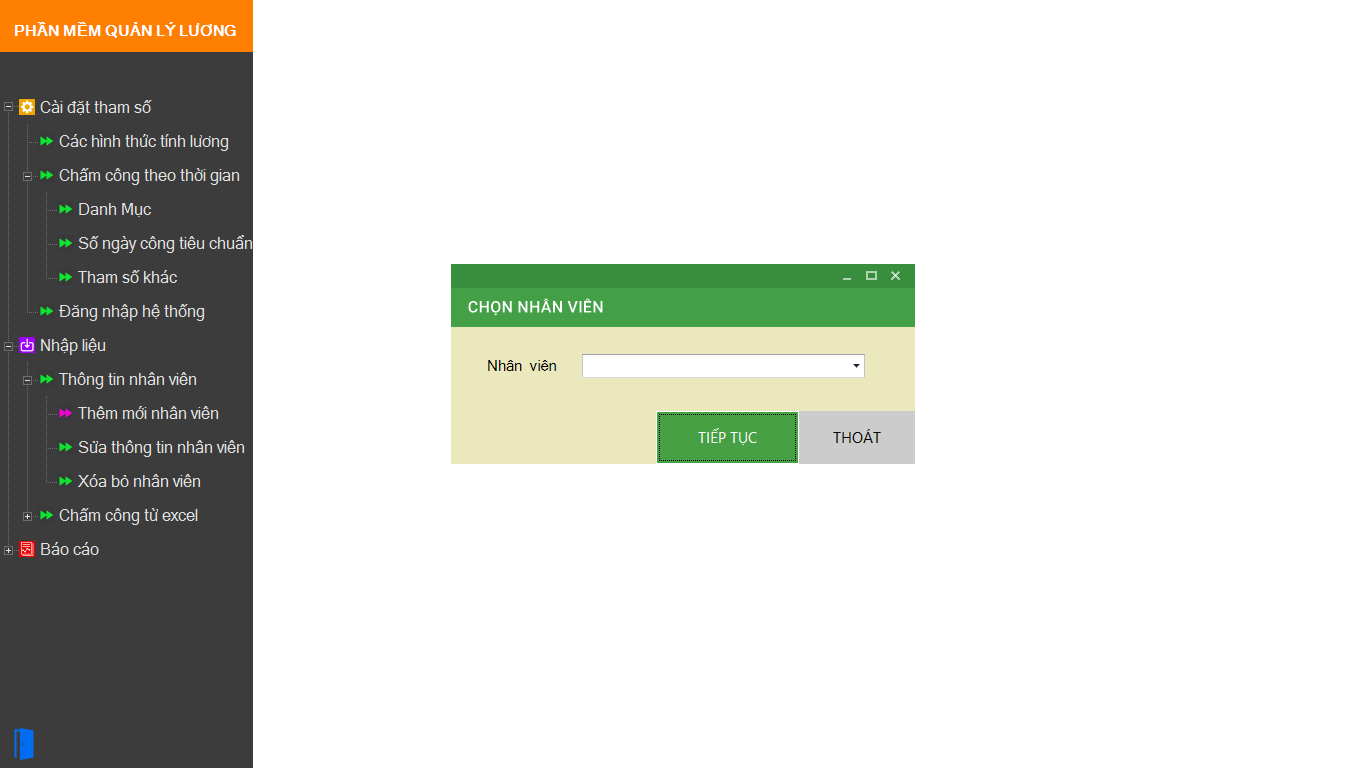 PHẦN MỀM QUẢN LÝ LƯƠNG
Cài đặt tham số
Các hình thức tính lương
Chấm công theo thời gian
Danh Mục
Số ngày công tiêu chuẩn
Tham số khác
Đăng nhập hệ thống
Nhập liệu
Thông tin nhân viên
Thêm mới nhân viên
Sửa thông tin nhân viên
Xóa bỏ nhân viên
Chấm công từ excel
Báo cáo
CHỌN NHÂN VIÊN
Nhân viên
TIẾP TỤC
THOÁT